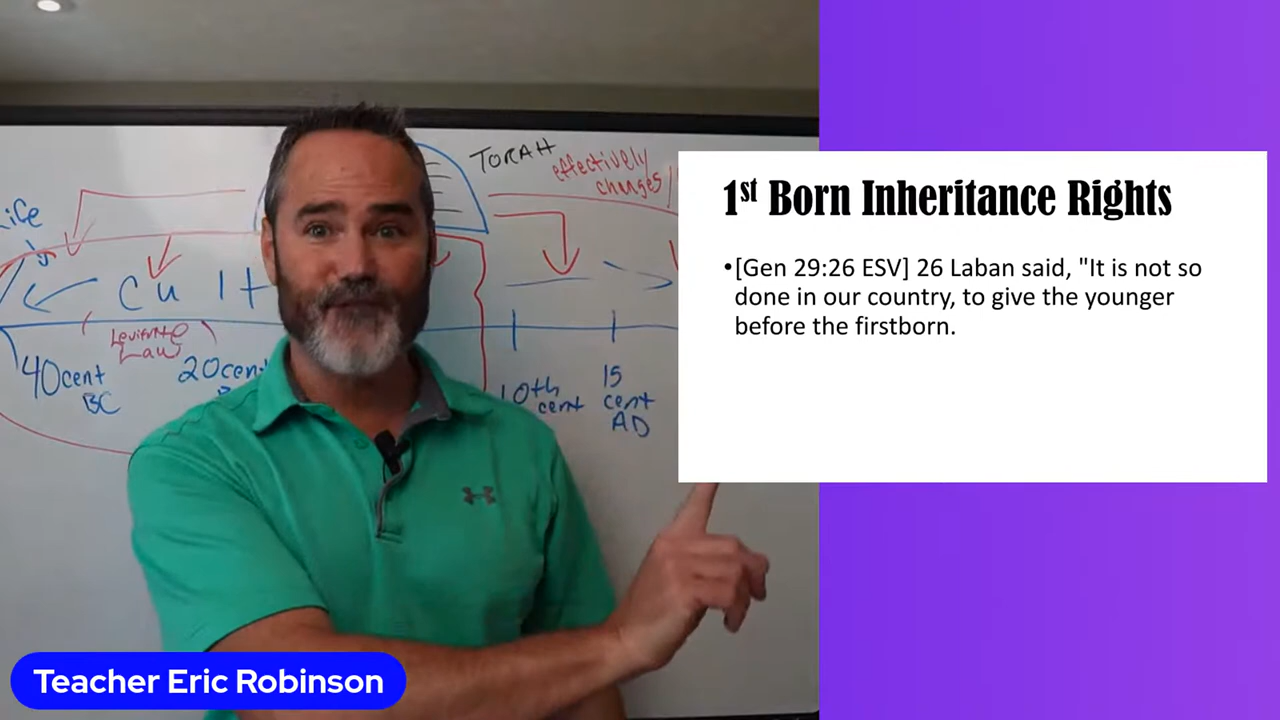 TORAH
effectively
changes/
ife
Cult
Levirate
Law
40cent
BC
20cent
10th
cent
15
cent
AD
1st Born Inheritance Rights
•[Gen 29:26 ESV] 26 Laban said, "It is not so
done in our country, to give the younger
before the firstborn.
Teacher Eric Robinson